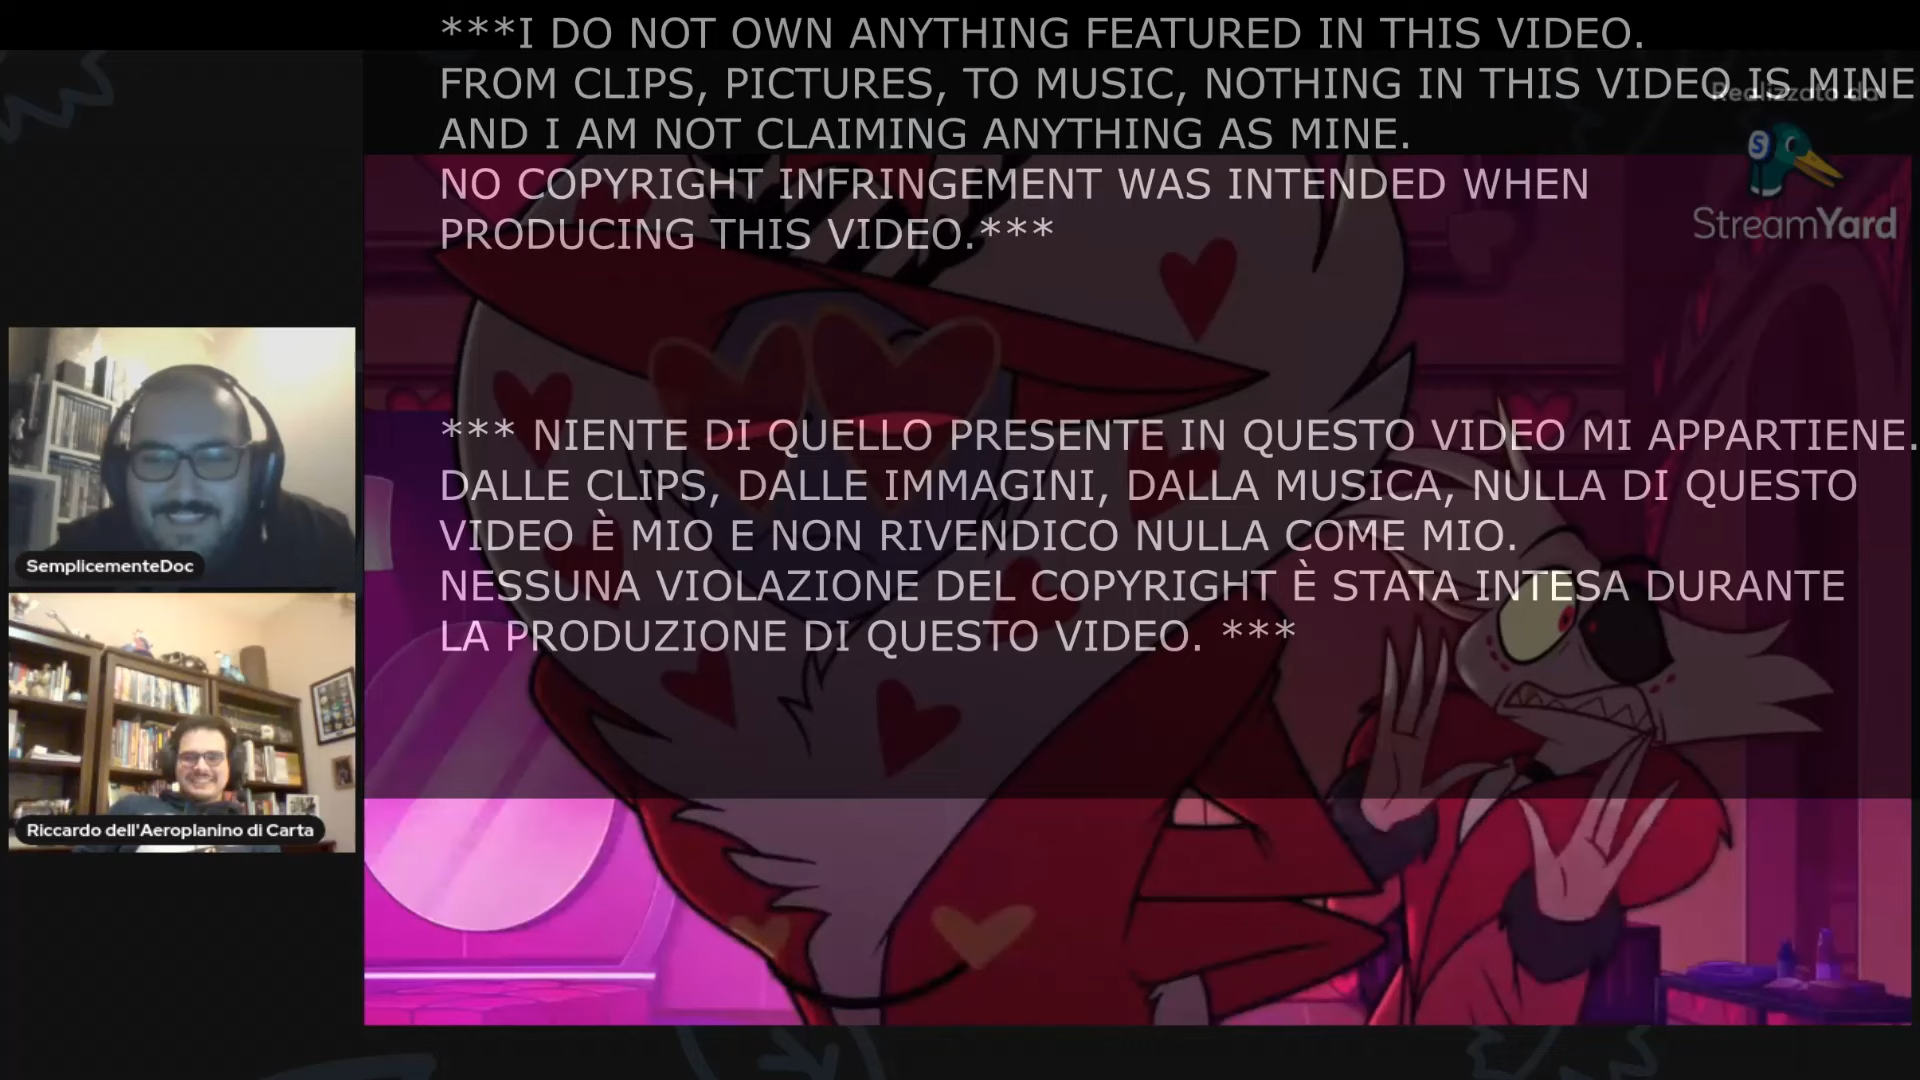 ***I DO NOT OWN ANYTHING FEATURED IN THIS VIDEO.
FROM CLIPS, PICTURES, TO MUSIC, NOTHING IN THIS VIDEO IS MINE
AND I AM NOT CLAIMING ANYTHING AS MINE.
NO COPYRIGHT INFRINGEMENT WAS INTENDED WHEN
PRODUCING THIS VIDEO.***
Realizzato da
S
StreamYard
*** NIENTE DI QUELLO PRESENTE IN QUESTO VIDEO MI APPARTIENE.
DALLE CLIPS, DALLE IMMAGINI, DALLA MUSICA, NULLA DI QUESTO
VIDEO È MIO E NON RIVENDICO NULLA COME MIO.
NESSUNA VIOLAZIONE DEL COPYRIGHT È STATA INTESA DURANTE
LA PRODUZIONE DI QUESTO VIDEO. ***
SemplicementeDoc
Riccardo dell'Aeroplanino di Carta